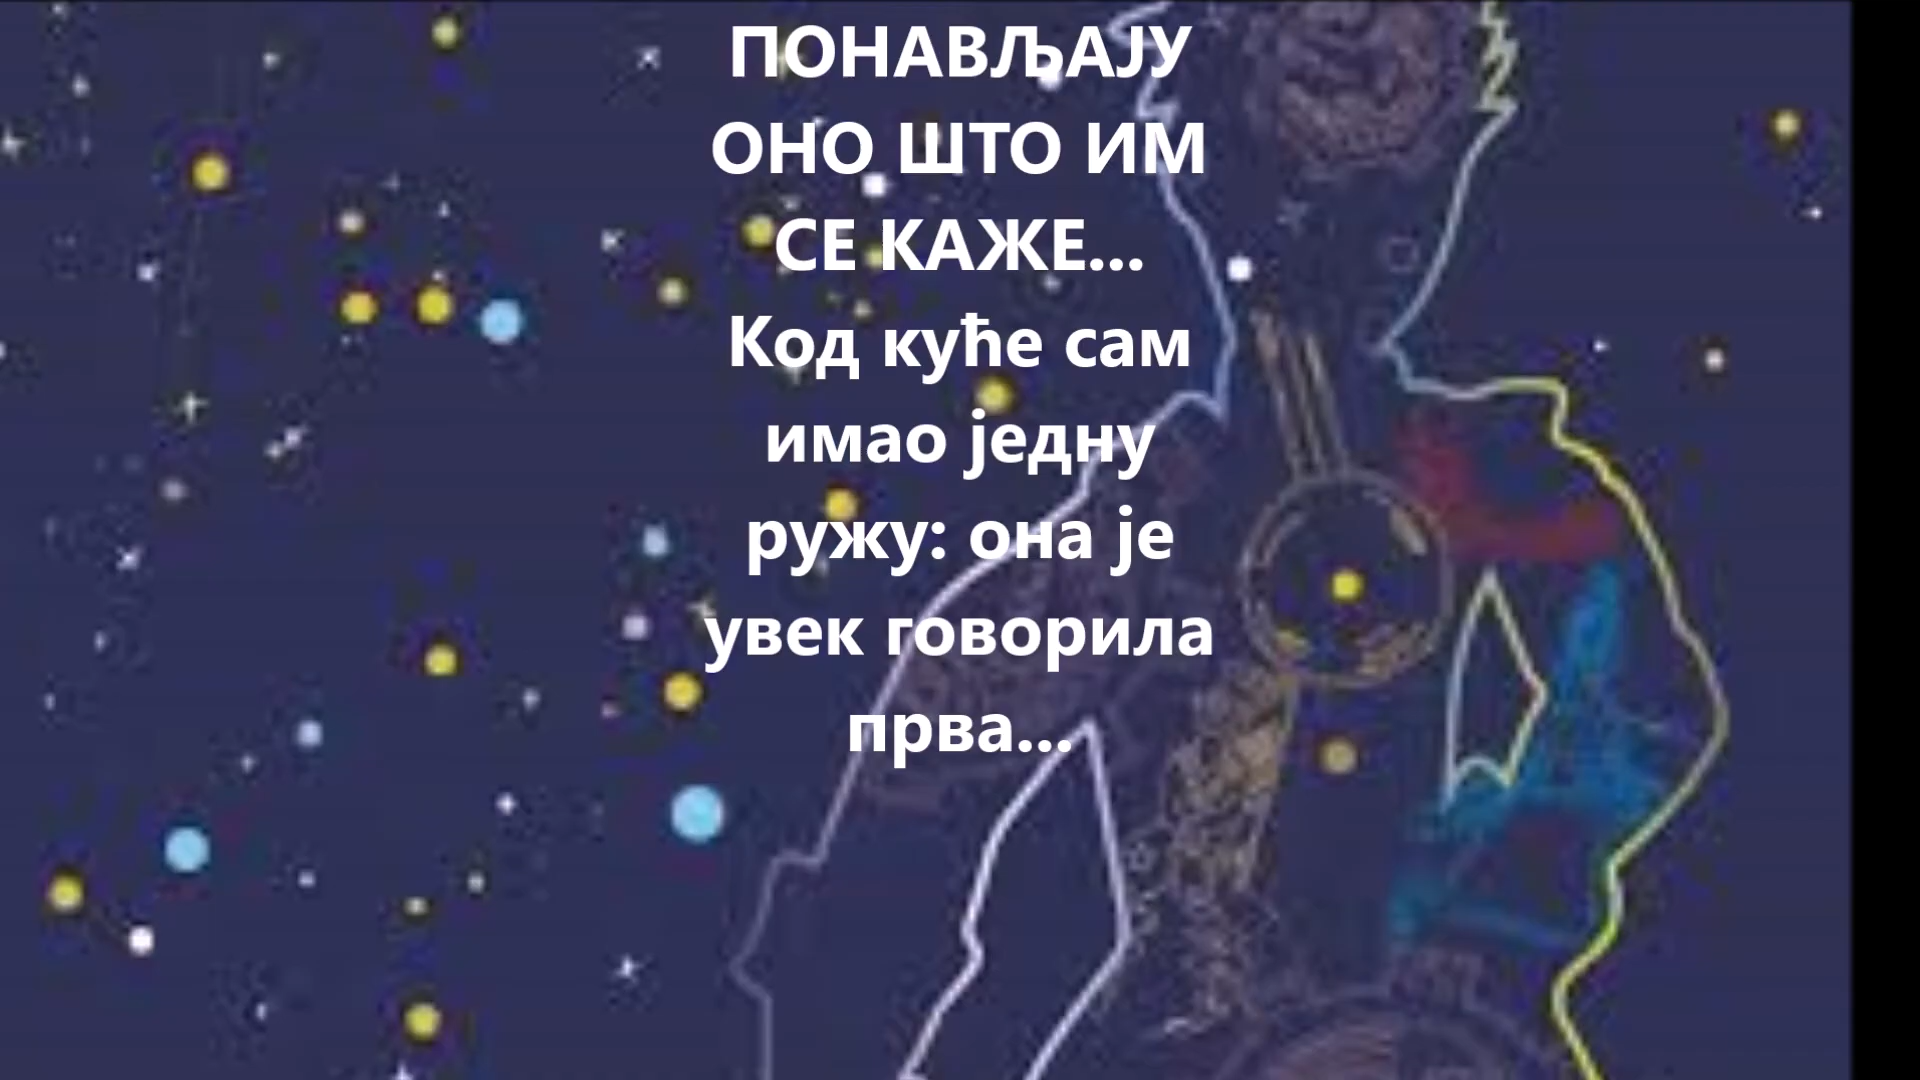 ПОНАВЉАЈУ
ОНО ШТО ИМ
СЕ КАЖЕ...
Код куће сам
имао једну
ружу: она је
увек говорила
прва...